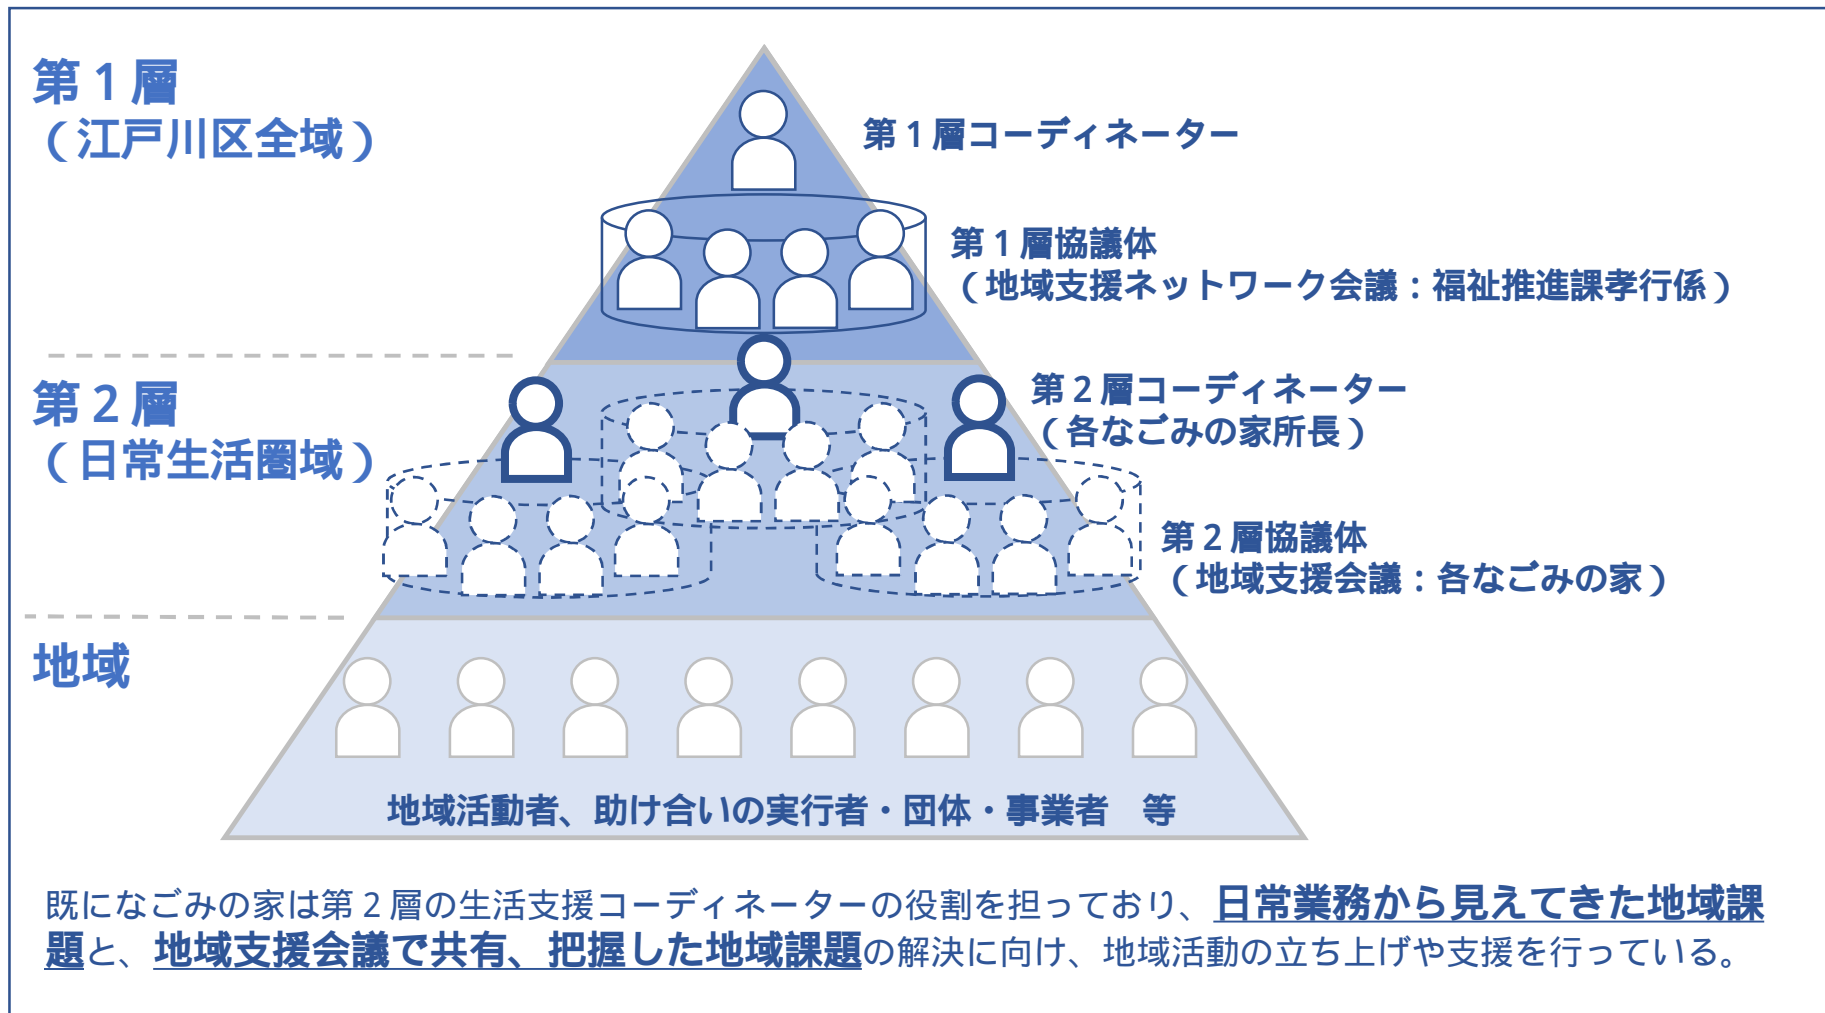 第1層
（江戸川区全域）
第1層コーディネーター
第1層協議体
（地域支援ネットワーク会議：福祉推進課孝行係）
第2層
（日常生活圏域）
第2層コーディネーター
（各なごみの家所長）
第2層協議体
（地域支援会議：各なごみの家）
地域
地域活動者、助け合いの実行者・団体・事業者　等
既になごみの家は第2層の生活支援コーディネーターの役割を担っており、日常業務から見えてきた地域課
題と、地域支援会議で共有、把握した地域課題の解決に向け、地域活動の立ち上げや支援を行っている。